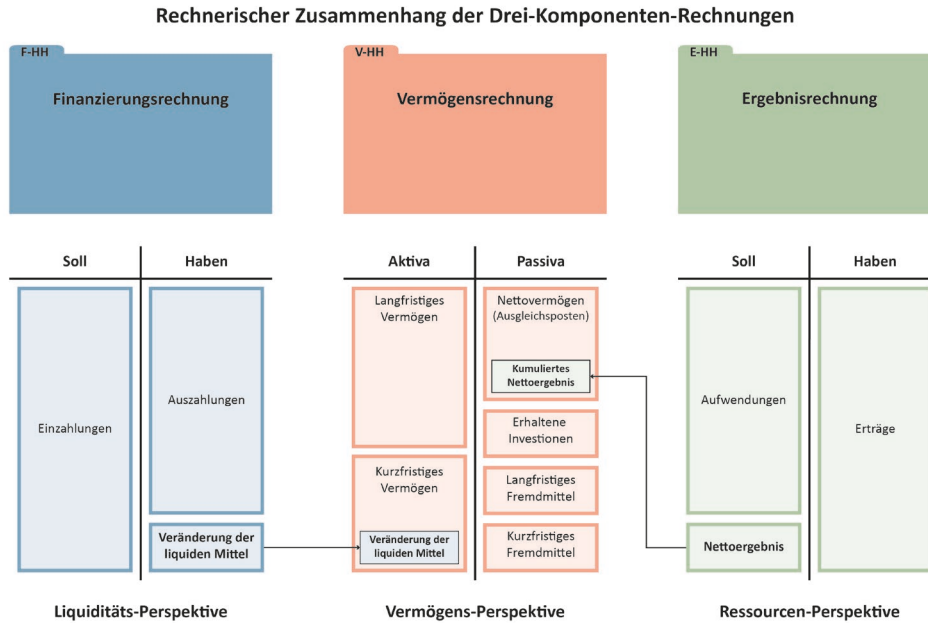 Rechnerischer Zusammenhang der Drei-Komponenten-Rechnungen
F-HH
Finanzierungsrechnung
V-HH
Vermögensrechnung
E-HH
Ergebnisrechnung
Soll
Haben
Einzahlungen
Auszahlungen
Veränderung der
liquiden Mittel
Liquiditäts-Perspektive
Aktiva
Passiva
Langfristiges
Vermögen
Kurzfristiges
Vermögen
Veränderung der
liquiden Mittel
Nettovermögen
(Ausgleichsposten)
Kumuliertes
Nettoergebnis
Erhaltene
Investionen
Langfristiges
Fremdmittel
Kurzfristiges
Fremdmittel
Vermögens-Perspektive
Soll
Haben
Aufwendungen
Nettoergebnis
Erträge
Ressourcen-Perspektive